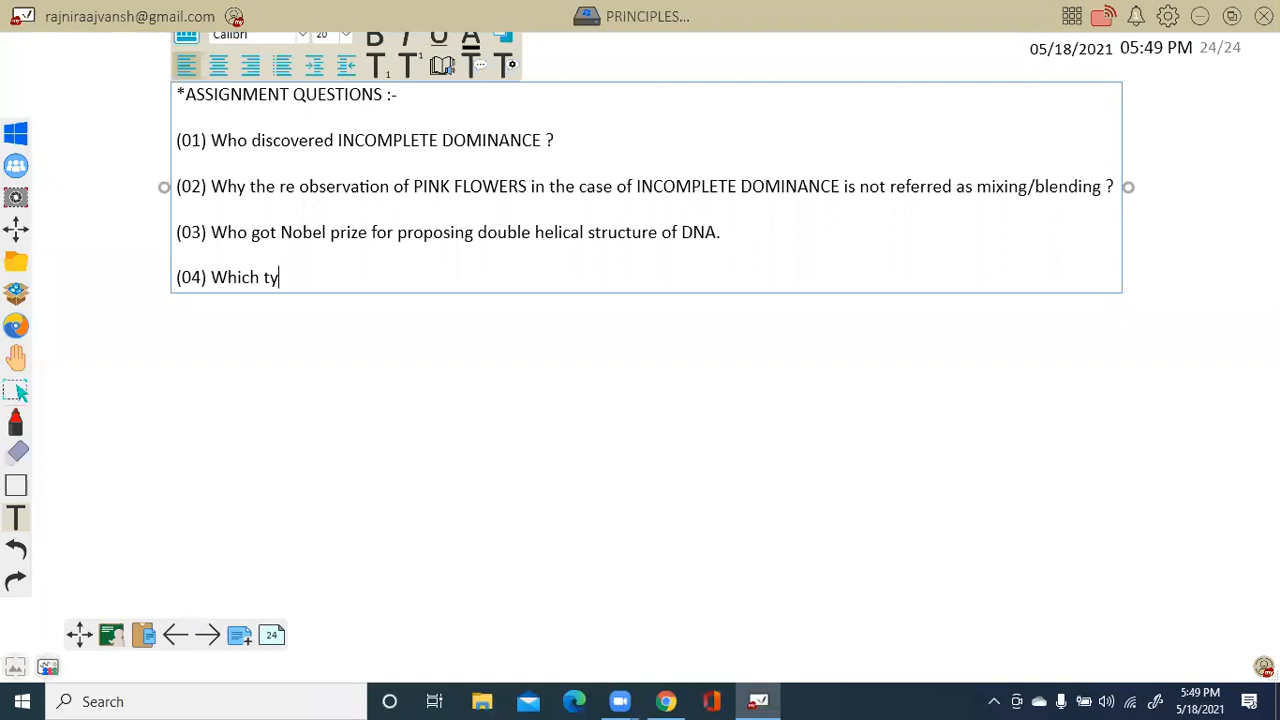 rajniraajvansh@gmail.com
PRINCIPLES...
05/18/2021 05:49 PM 24/24
Calibri 20
*ASSIGNMENT QUESTIONS :-
(01) Who discovered INCOMPLETE DOMINANCE ?
(02) Why the re observation of PINK FLOWERS in the case of INCOMPLETE DOMINANCE is not referred as mixing/blending ?
(03) Who got Nobel prize for proposing double helical structure of DNA.
(04) Which ty
24
Search
5:49 PM
5/18/2021